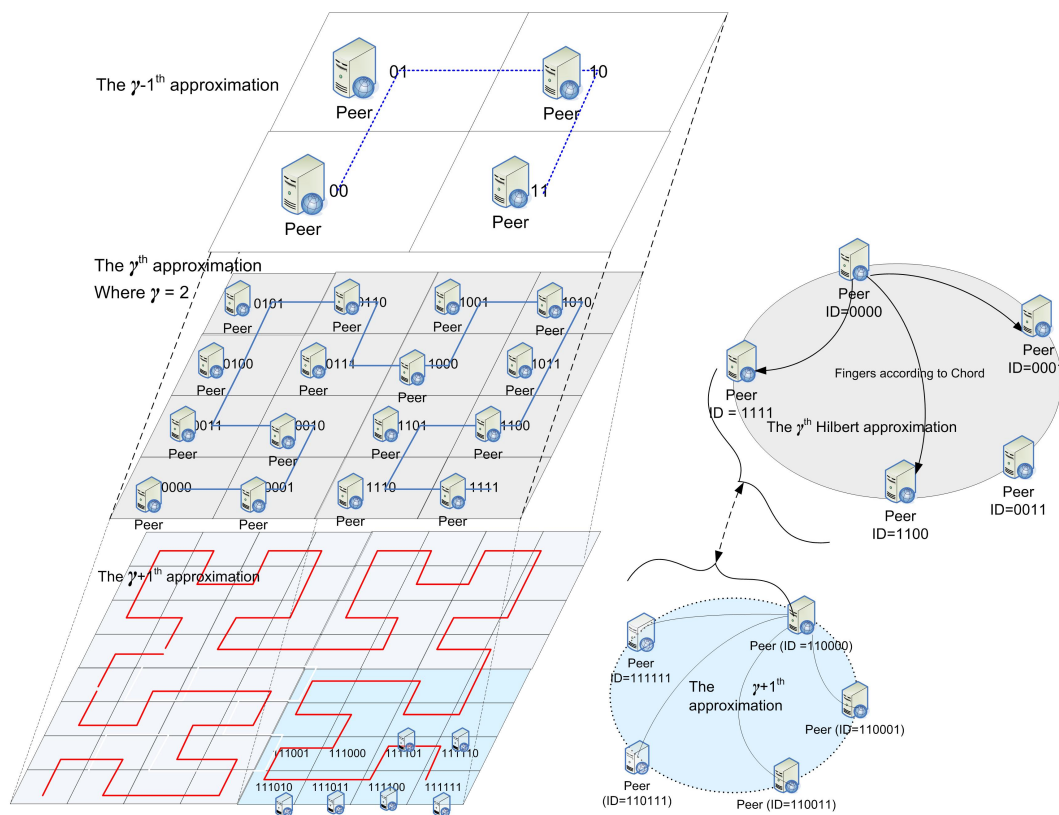 The γ-1th approximation
01
Peer
10
Peer
00
Peer
11
Peer
The γth approximation
Where γ = 2
0101
Peer
0110
Peer
1001
Peer
1010
Peer
0100
Peer
0111
Peer
1000
Peer
1011
Peer
0011
Peer
0010
Peer
1101
Peer
1100
Peer
0000
Peer
0001
Peer
1110
Peer
1111
Peer
The γ+1th approximation
111001
111000
111101
111110
111010
111011
111100
111111
Peer
ID=0000
Peer
ID=0001
Peer
ID = 1111
Fingers according to Chord
The γth Hilbert approximation
Peer
ID=0011
Peer
ID=1100
Peer (ID =110000)
Peer
ID=111111
The γ+1th
approximation
Peer (ID=110001)
Peer
(ID=110111)
Peer (ID=110011)